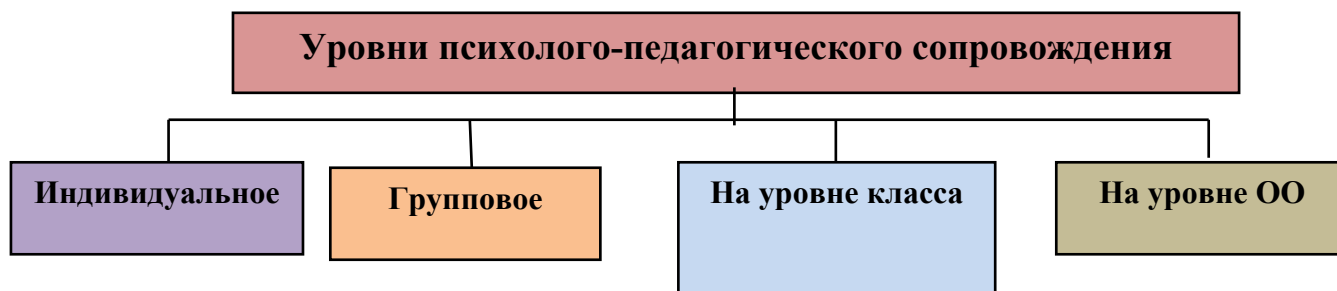 Уровни психолого-педагогического сопровождения
Индивидуальное
Групповое
На уровне класса
На уровне ОО